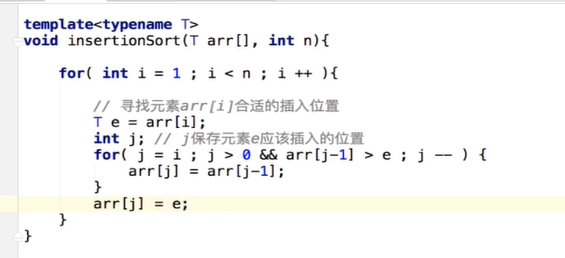 template<typename T>
void insertionSort(T arr[], int n){
for( int i = 1 ; i < n ; i ++ ){
// 寻找元素arr[i]合适的插入位置
T e = arr[i];
int j; // j保存元素e应该插入的位置
for( j = i ; j > 0 && arr[j-1] > e ; j -- ) {
arr[j] = arr[j-1];
}
arr[j] = e;
}
}